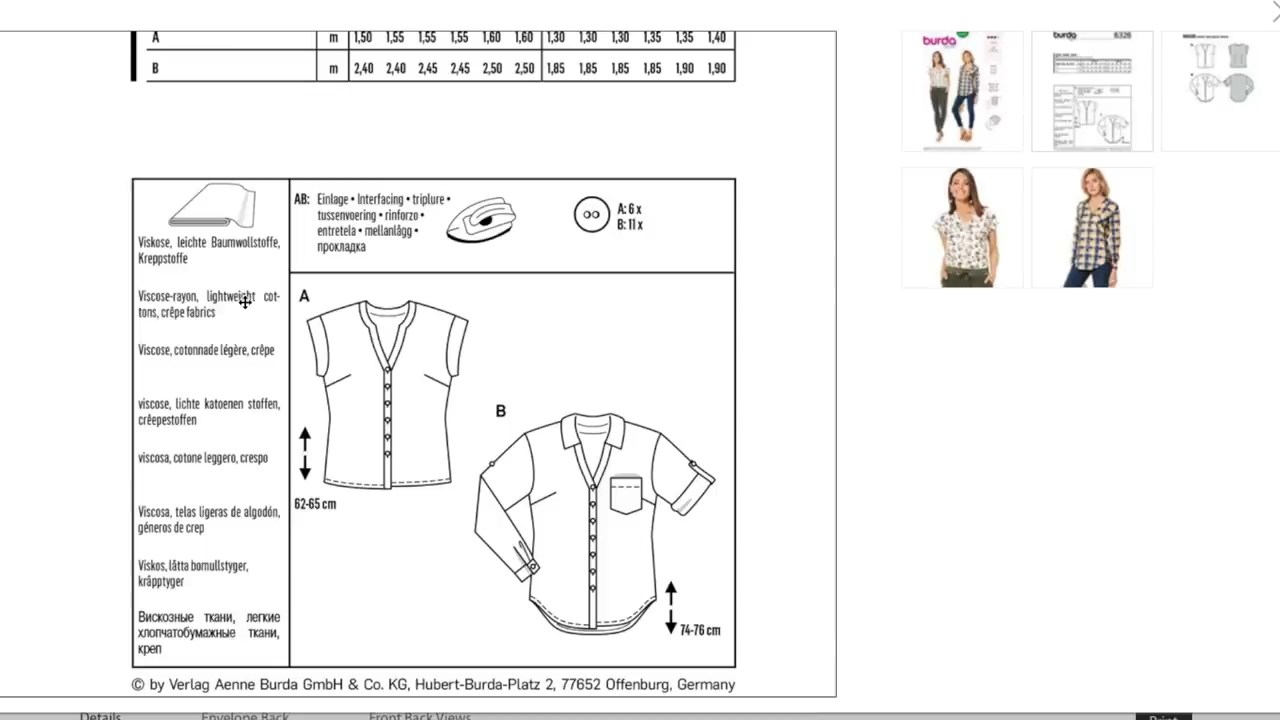 A m 1,50 1,55 1,55 1,55 1,60 1,60 1,30 1,30 1,30 1,35 1,35 1,40
B m 2,40 2,45 2,45 2,50 2,50 1,85 1,85 1,85 1,85 1,90 1,90
Viskose, leichte Baumwollstoffe,
Kreppstoffe
Viscose-rayon, lightweight cot-
tons, crêpe fabrics
Viscose, cotonnade légère, crêpe
viscose, lichte katoenen stoffen,
crêepestoffen
viscosa, cotone leggero, crespo
Viscosa, telas ligeras de algodón,
géneros de crep
Viskos, lätta bomullstyger,
kräpptyger
Вискозные ткани, легкие
хлопчатобумажные ткани,
креп
AB: Einlage • Interfacing • triplure •
tussenvoering • rinforzo •
entretela • mellanlägg •
прокладка
A: 6 x
B: 11 x
A
62-65 cm
B
74-76 cm
© by Verlag Aenne Burda GmbH & Co. KG, Hubert-Burda-Platz 2, 77652 Offenburg, Germany
burda
burda 6326
Details Envelope Back Front Back Views Print